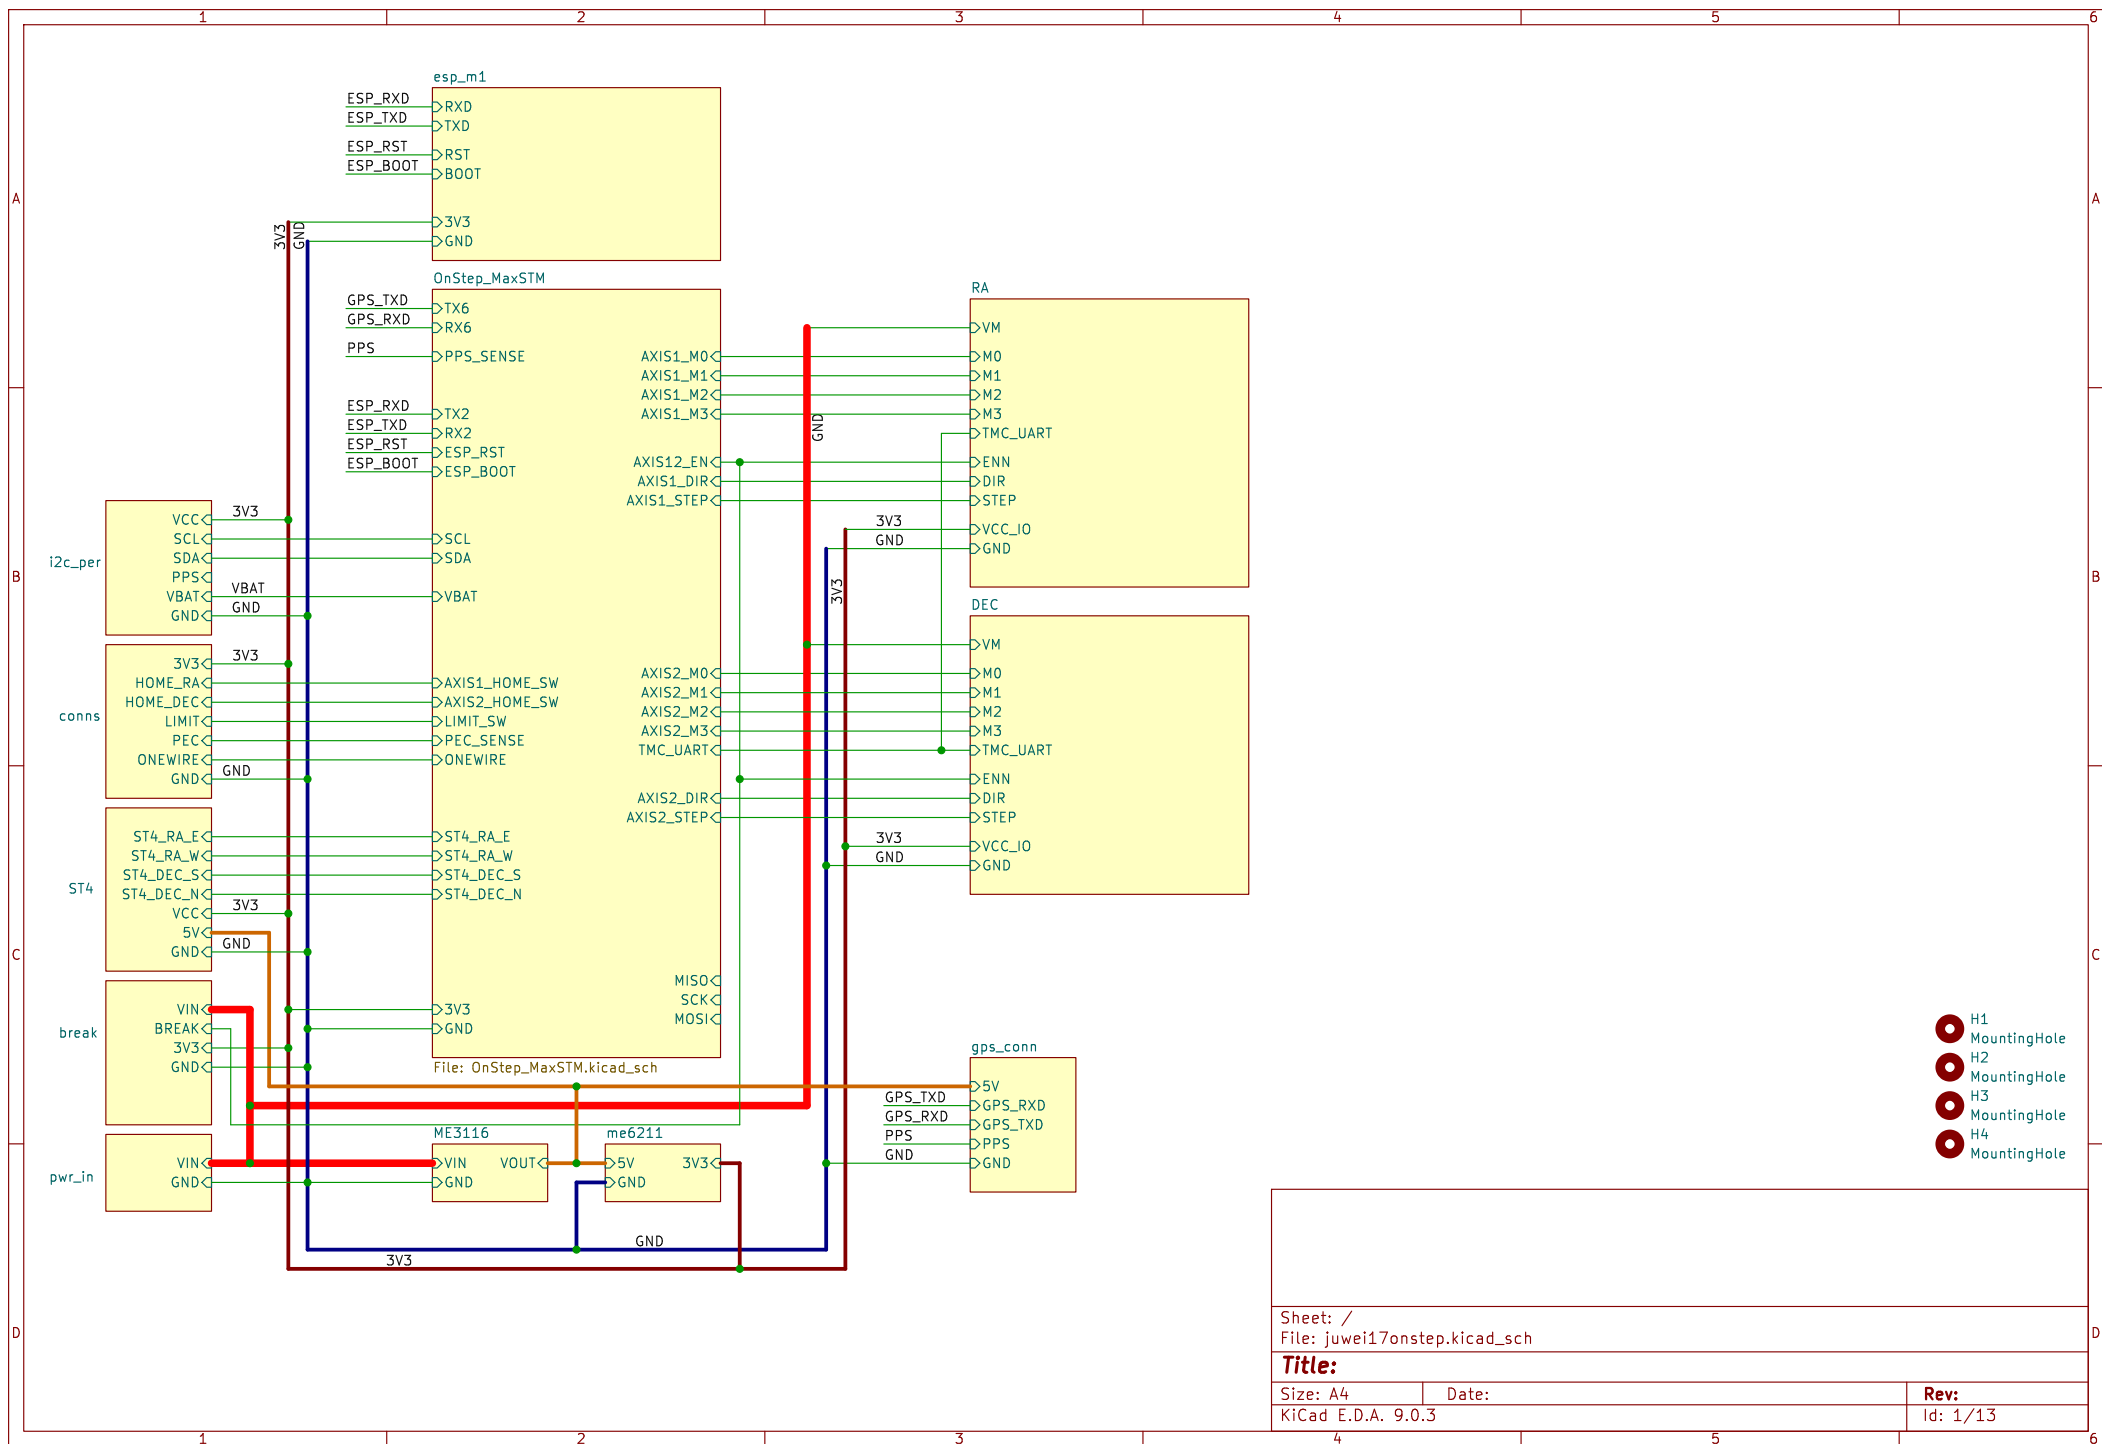 1 2 3 4 5 6
A
B
C
D
A
B
C
D
1 2 3 4 5 6
esp_m1
ESP_RXD
ESP_TXD
ESP_RST
ESP_BOOT
RXD
TXD
RST
BOOT
3V3
GND
3V3
GND
OnStep_MaxSTM
GPS_TXD
GPS_RXD
PPS
ESP_RXD
ESP_TXD
ESP_RST
ESP_BOOT
TX6
RX6
PPS_SENSE
TX2
RX2
ESP_RST
ESP_BOOT
SCL
SDA
VBAT
AXIS1_HOME_SW
AXIS2_HOME_SW
LIMIT_SW
PEC_SENSE
ONEWIRE
ST4_RA_E
ST4_RA_W
ST4_DEC_S
ST4_DEC_N
3V3
GND
AXIS1_M0
AXIS1_M1
AXIS1_M2
AXIS1_M3
AXIS12_EN
AXIS1_DIR
AXIS1_STEP
AXIS2_M0
AXIS2_M1
AXIS2_M2
AXIS2_M3
TMC_UART
AXIS2_DIR
AXIS2_STEP
MISO
SCK
MOSI
File: OnStep_MaxSTM.kicad_sch
i2c_per
VCC
SCL
SDA
PPS
VBAT
GND
3V3
VBAT
GND
conns
3V3
HOME_RA
HOME_DEC
LIMIT
PEC
ONEWIRE
GND
3V3
GND
ST4
ST4_RA_E
ST4_RA_W
ST4_DEC_S
ST4_DEC_N
VCC
5V
GND
3V3
GND
break
VIN
BREAK
3V3
GND
pwr_in
VIN
GND
ME3116
VIN
GND
VOUT
me6211
5V
GND
3V3
GND
3V3
GND
3V3
RA
VM
M0
M1
M2
M3
TMC_UART
ENN
DIR
STEP
VCC_IO
GND
3V3
GND
DEC
VM
M0
M1
M2
M3
TMC_UART
ENN
DIR
STEP
VCC_IO
GND
3V3
GND
gps_conn
5V
GPS_RXD
GPS_TXD
PPS
GND
GPS_TXD
GPS_RXD
PPS
GND
H1
MountingHole
H2
MountingHole
H3
MountingHole
H4
MountingHole
Sheet: /
File: juwei17onstep.kicad_sch
Title:
Size: A4 Date: Rev:
KiCad E.D.A. 9.0.3 Id: 1/13